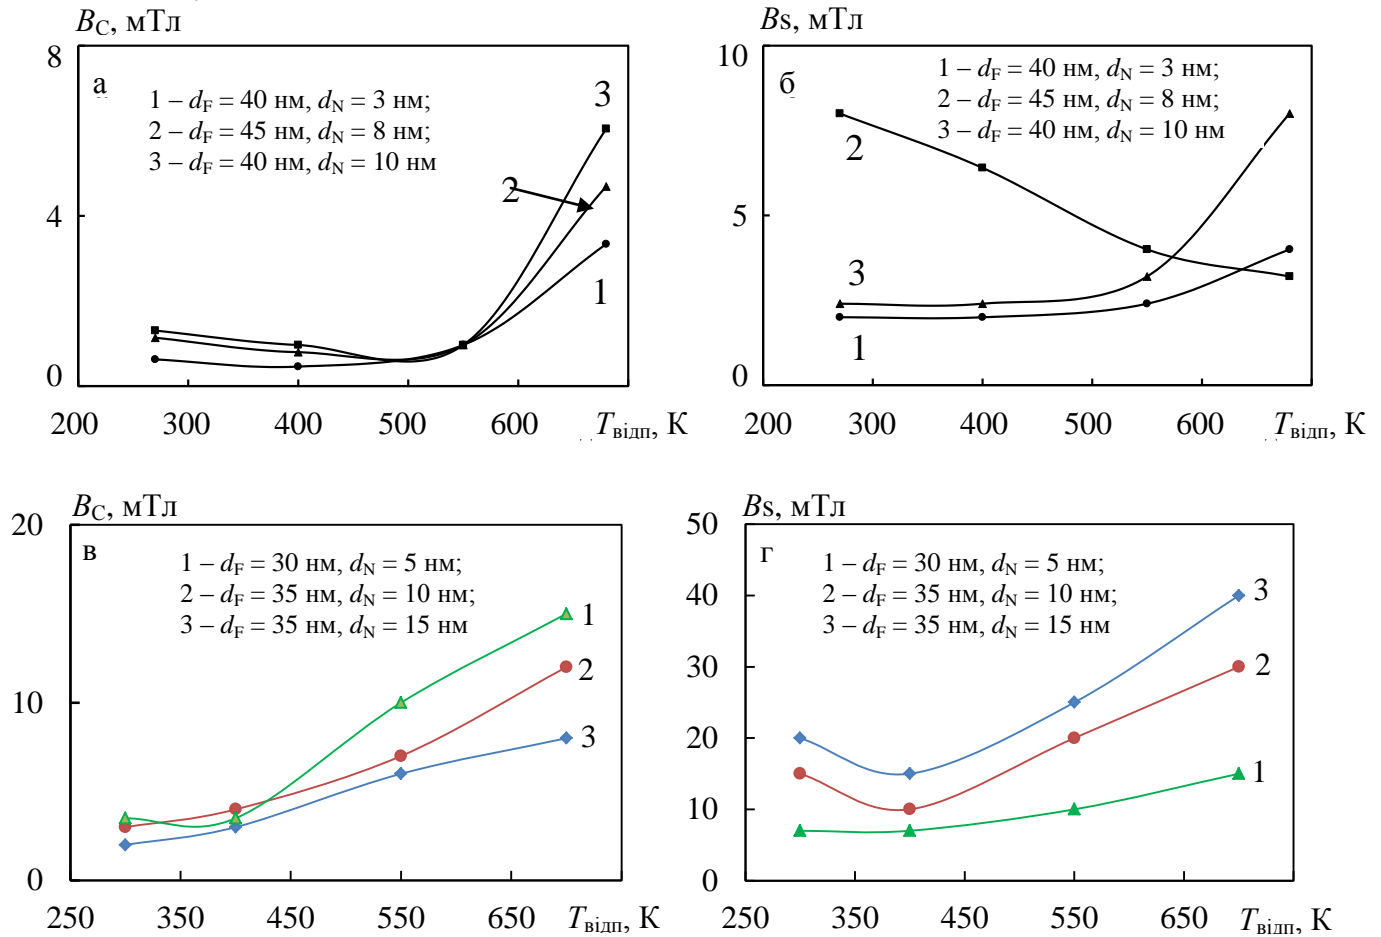 B_C, мТл
8
4
0
а
1 – d_F = 40 нм, d_N = 3 нм;
2 – d_F = 45 нм, d_N = 8 нм;
3 – d_F = 40 нм, d_N = 10 нм
3
2
1
200 300 400 500 600 T_відп, К
Bs, мТл
10
5
0
б
1 – d_F = 40 нм, d_N = 3 нм;
2 – d_F = 45 нм, d_N = 8 нм;
3 – d_F = 40 нм, d_N = 10 нм
2
3
1
200 300 400 500 600 T_відп, К
B_C, мТл
20
10
0
в
1 – d_F = 30 нм, d_N = 5 нм;
2 – d_F = 35 нм, d_N = 10 нм;
3 – d_F = 35 нм, d_N = 15 нм
1
2
3
250 350 450 550 650 T_відп, К
Bs, мТл
50
40
30
20
10
0
г
1 – d_F = 30 нм, d_N = 5 нм;
2 – d_F = 35 нм, d_N = 10 нм;
3 – d_F = 35 нм, d_N = 15 нм
3
2
1
250 350 450 550 650 T_відп, К